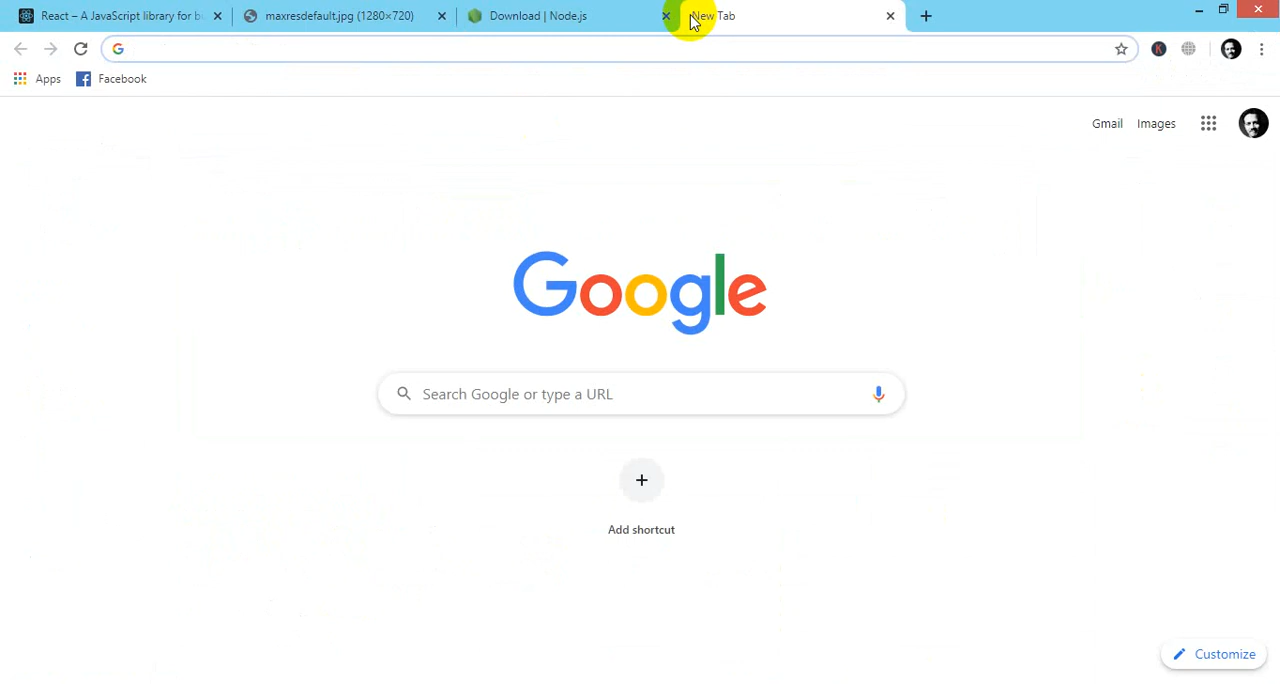 React – A JavaScript library for bu
maxresdefault.jpg (1280×720)
Download | Node.js
New Tab
Apps
Facebook
K
Gmail
Images
Google
Search Google or type a URL
Add shortcut
Customize